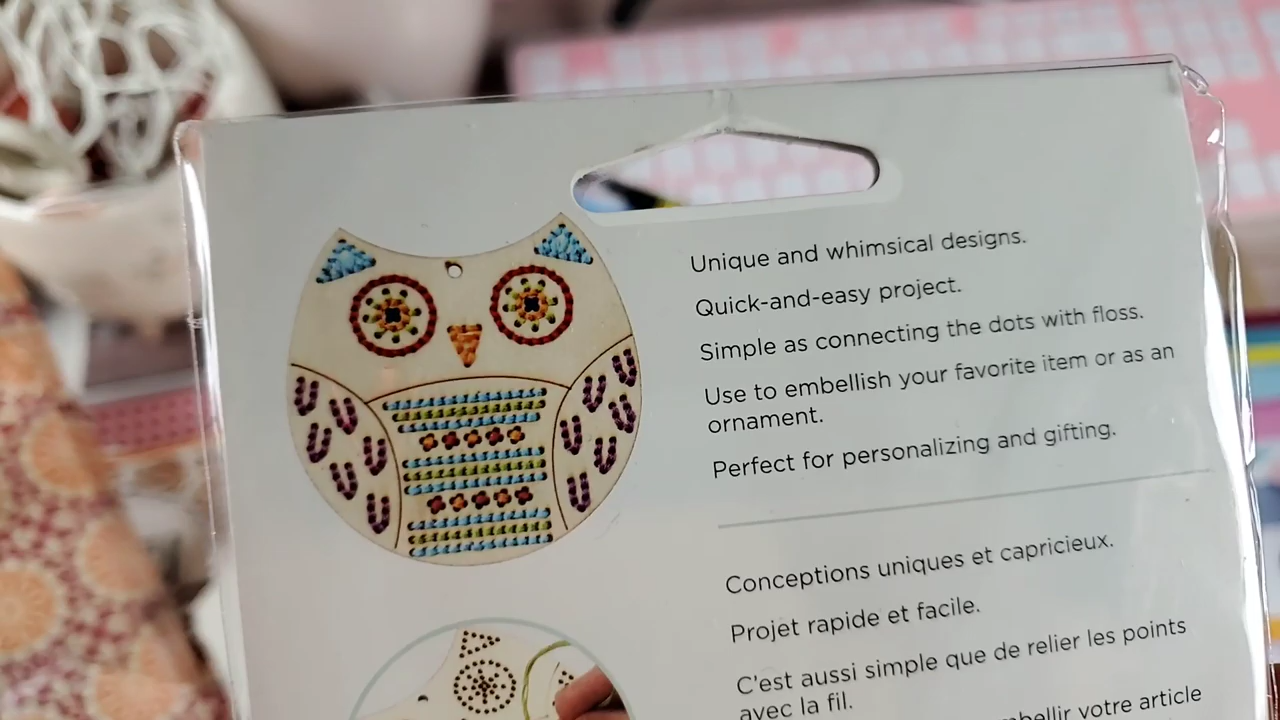 Unique and whimsical designs.
Quick-and-easy project.
Simple as connecting the dots with floss.
Use to embellish your favorite item or as an
ornament.
Perfect for personalizing and gifting.
Conceptions uniques et capricieux.
Projet rapide et facile.
C'est aussi simple que de relier les points
avec la fil.
votre article